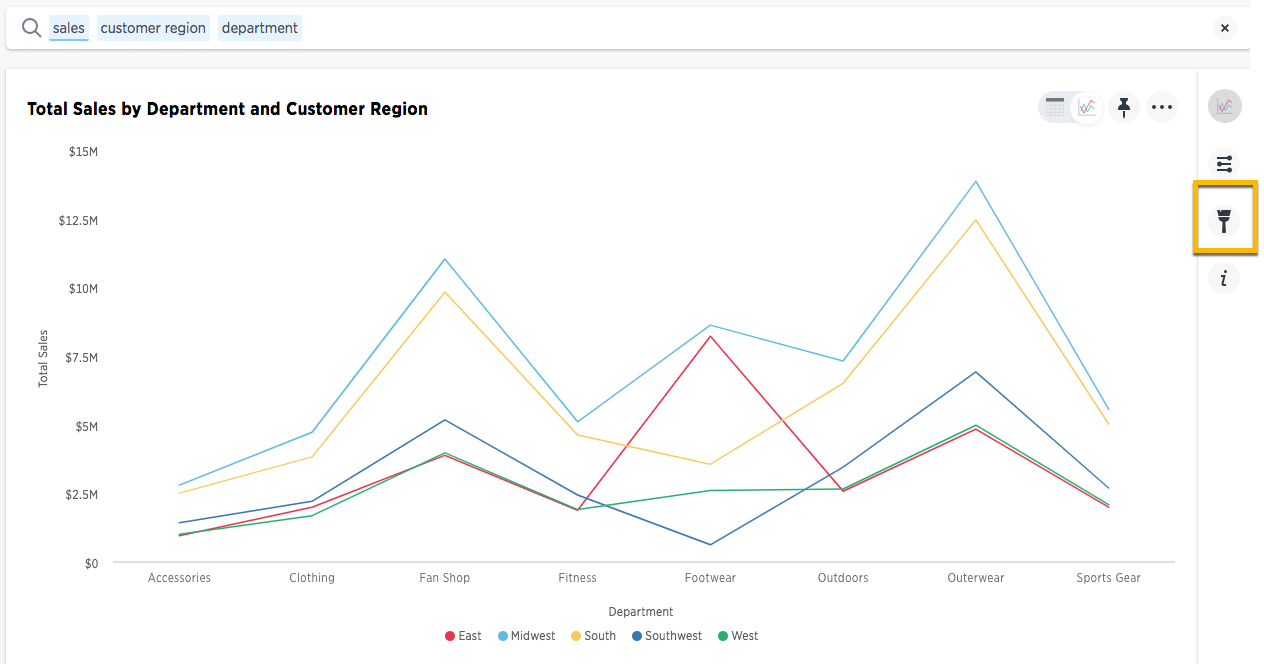 sales customer region department
Total Sales by Department and Customer Region
$15M
$12.5M
$10M
$7.5M
$5M
$2.5M
$0
Total Sales
Accessories Clothing Fan Shop Fitness Footwear Outdoors Outerwear Sports Gear
Department
East Midwest South Southwest West
i